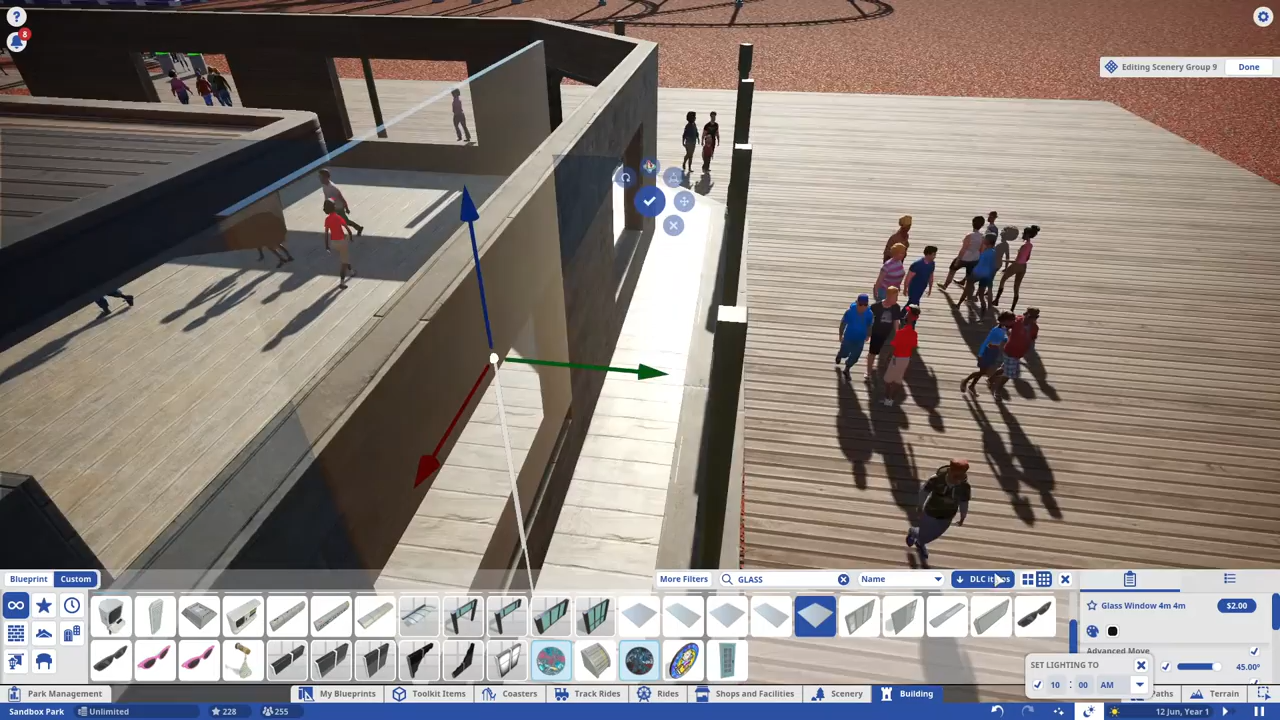 ?
8
Editing Scenery Group 9 Done
Blueprint Custom
More Filters GLASS Name
Glass Window 4m 4m $2.00
Advanced Move
45.00°
SET LIGHTING TO
10 : 00 AM
Park Management My Blueprints Toolkit Items Coasters Track Rides Rides Shops and Facilities Scenery Building Paths Terrain
Sandbox Park Unlimited 228 255 12 Jun, Year 1